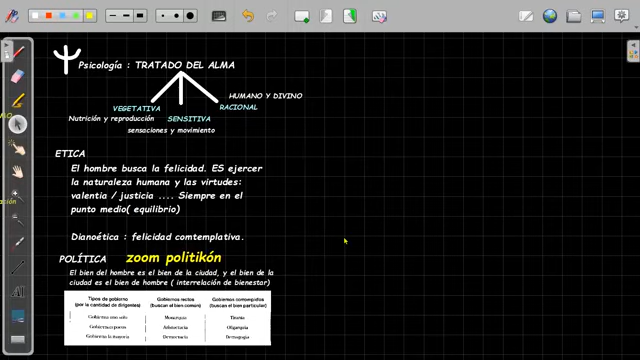 Psicología : TRATADO DEL ALMA
HUMANO Y DIVINO
VEGETATIVA
RACIONAL
Nutrición y reproducción
SENSITIVA
sensaciones y movimiento
ETICA
El hombre busca la felicidad. ES ejercer
la naturaleza humana y las virtudes:
valentia / justicia .... Siempre en el
punto medio( equilibrio)
Dianoética : felicidad comtemplativa.
POLÍTICA
zoom politikón
El bien del hombre es el bien de la ciudad, y el bien de la
ciudad es el bien de hombre ( interrelación de bienestar)
Tipos de gobierno
(por la cantidad de dirigentes)
Gobiernos rectos
(buscan el bien común)
Gobiernos corrompidos
(buscan el bien particular)
Gobierna uno solo
Monarquía
Tiranía
Gobiernan pocos
Aristocracia
Oligarquía
Gobierna la mayoría
Democracia
Demagogia